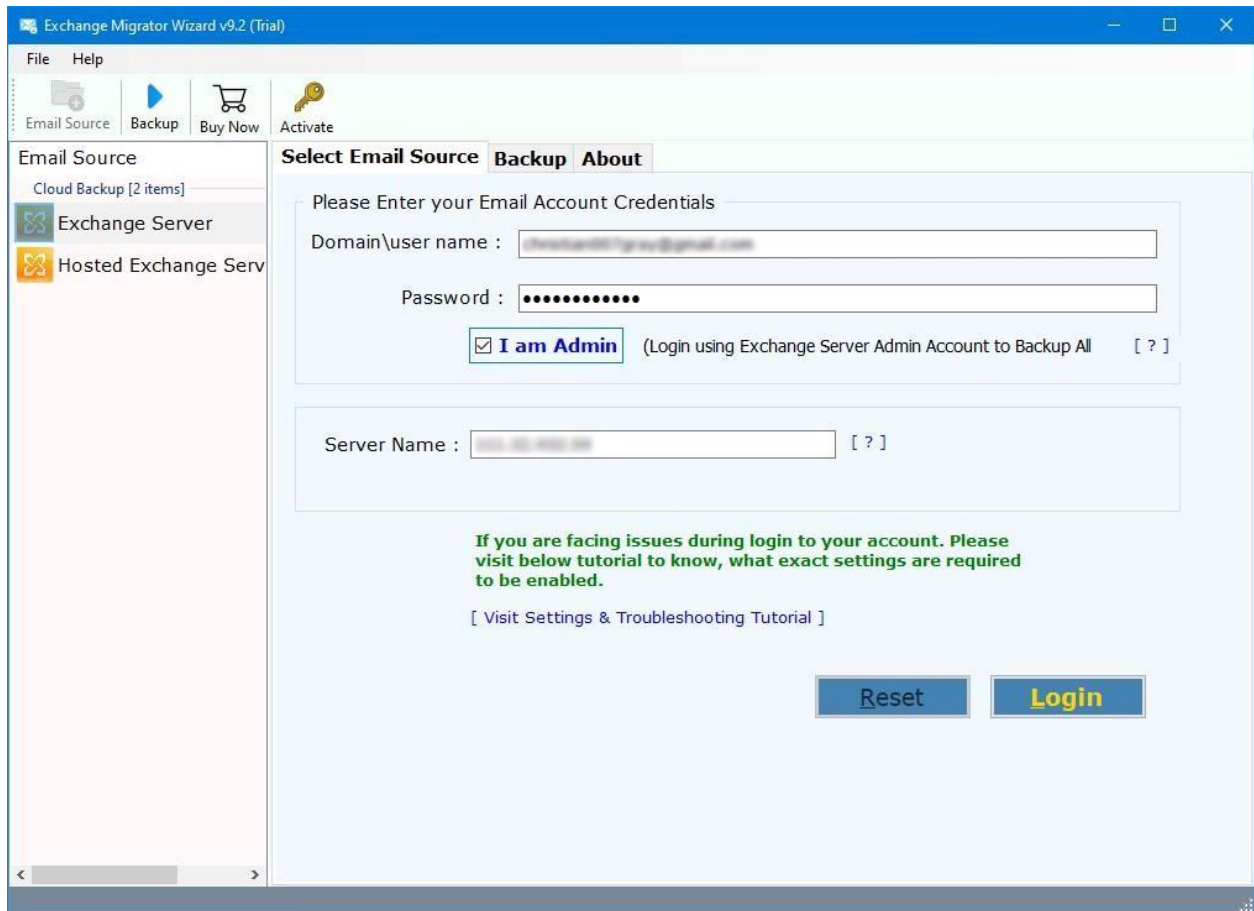 Exchange Migrator Wizard v9.2 (Trial)
File Help
Email Source Backup Buy Now Activate
Email Source
Cloud Backup [2 items]
Exchange Server
Hosted Exchange Serv
Select Email Source Backup About
Please Enter your Email Account Credentials
Domain\user name :
Password : ●●●●●●●●●●●●
I am Admin (Login using Exchange Server Admin Account to Backup All [ ? ]
Server Name : [ ? ]
If you are facing issues during login to your account. Please
visit below tutorial to know, what exact settings are required
to be enabled.
[ Visit Settings & Troubleshooting Tutorial ]
Reset Login